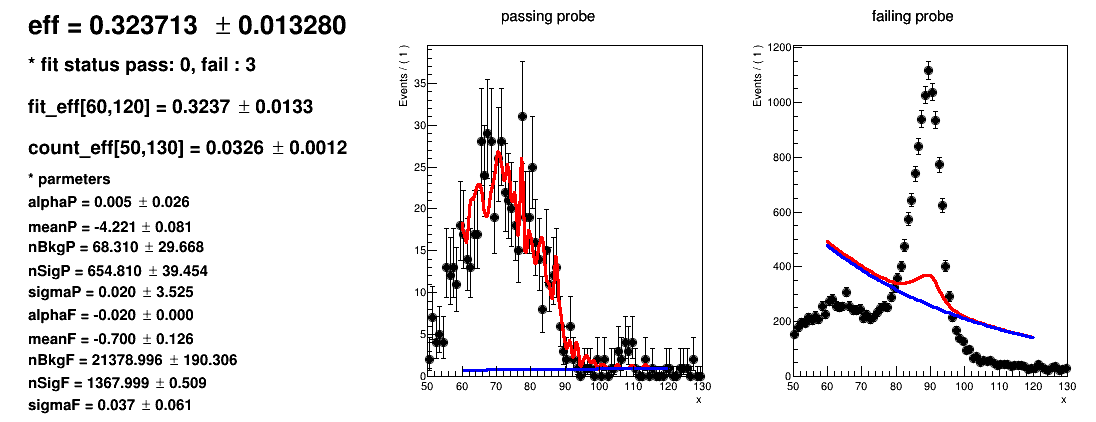 eff = 0.323713 ± 0.013280
* fit status pass: 0, fail : 3
fit_eff[60,120] = 0.3237 ± 0.0133
count_eff[50,130] = 0.0326 ± 0.0012
* parmeters
alphaP = 0.005 ± 0.026
meanP = -4.221 ± 0.081
nBkgP = 68.310 ± 29.668
nSigP = 654.810 ± 39.454
sigmaP = 0.020 ± 3.525
alphaF = -0.020 ± 0.000
meanF = -0.700 ± 0.126
nBkgF = 21378.996 ± 190.306
nSigF = 1367.999 ± 0.509
sigmaF = 0.037 ± 0.061
passing probe
Events / ( 1 )
35
30
25
20
15
10
5
0
50 60 70 80 90 100 110 120 130
x
failing probe
Events / ( 1 )
1200
1000
800
600
400
200
0
50 60 70 80 90 100 110 120 130
x